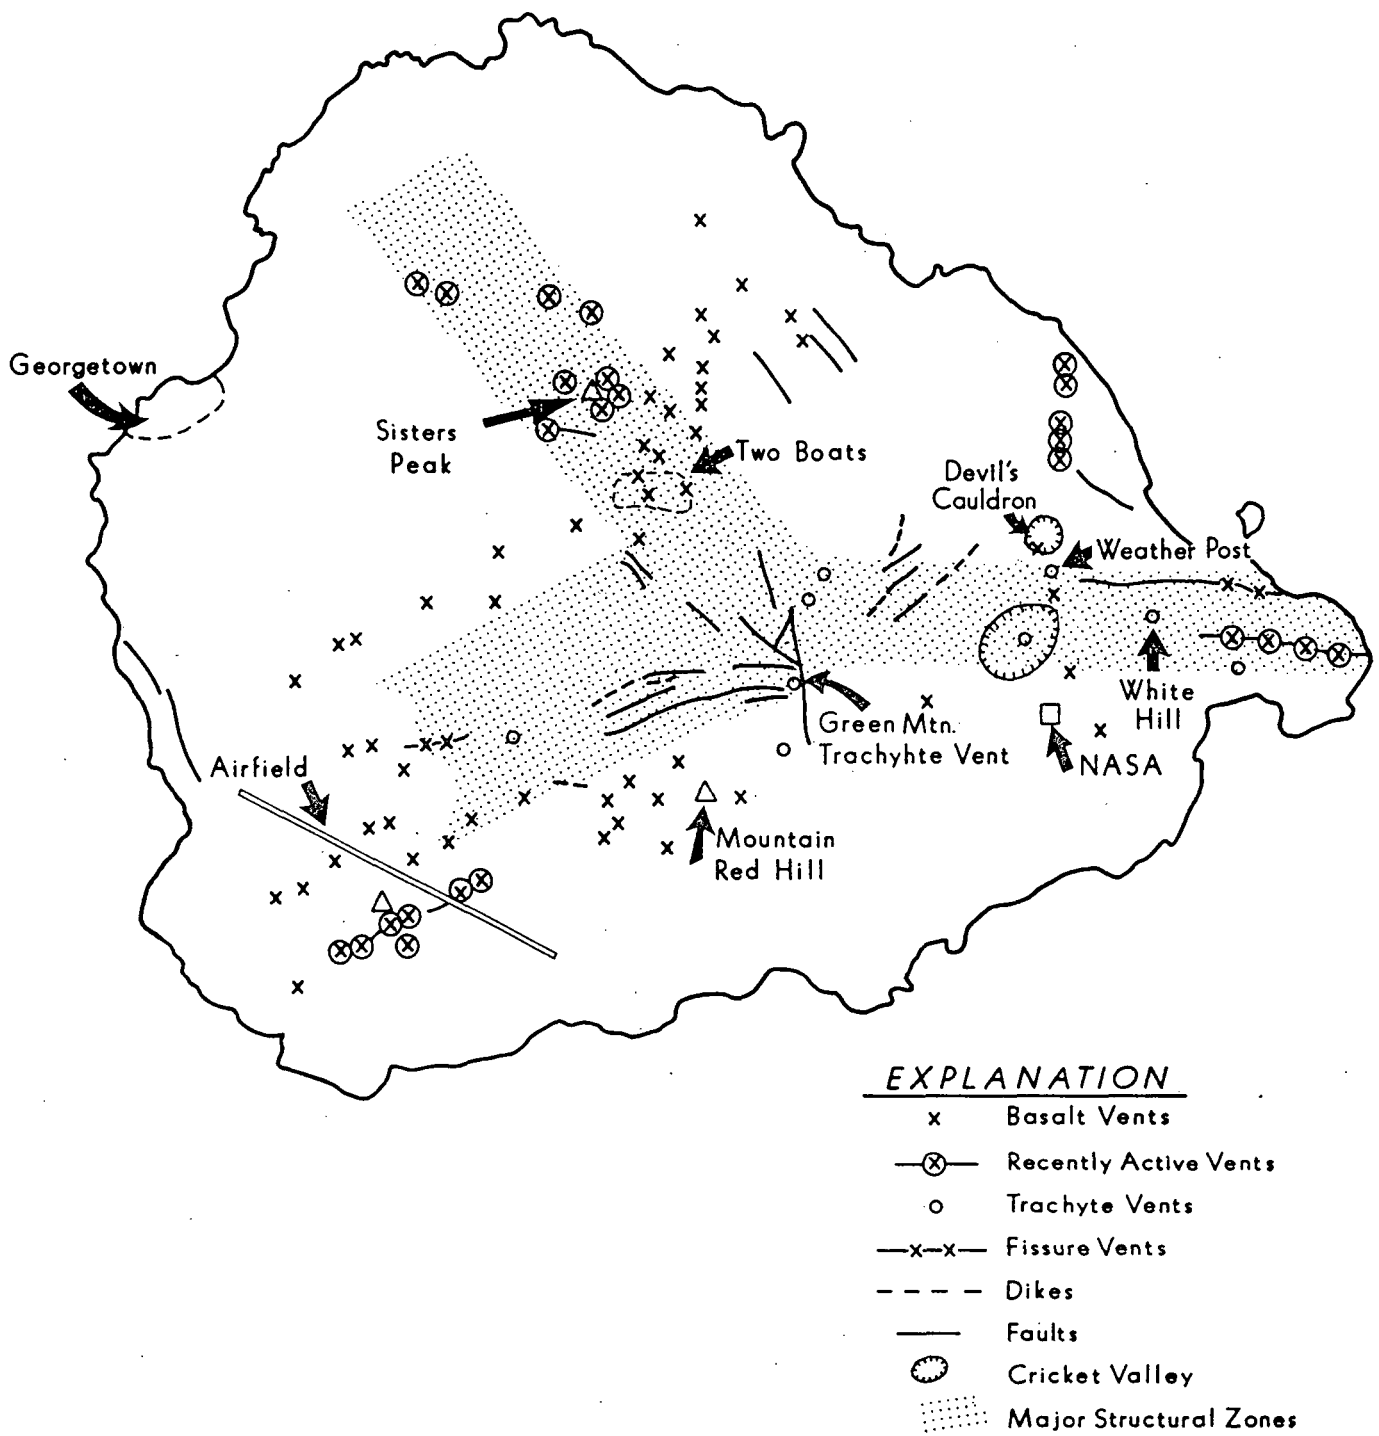 Georgetown
Sisters
Peak
Two Boats
Devil's
Cauldron
Weather Post
White
Hill
Green Mtn.
Trachyhte Vent
NASA
Airfield
Mountain
Red Hill
EXPLANATION
x Basalt Vents
Recently Active Vents
Trachyte Vents
x x Fissure Vents
Dikes
Faults
Cricket Valley
Major Structural Zones